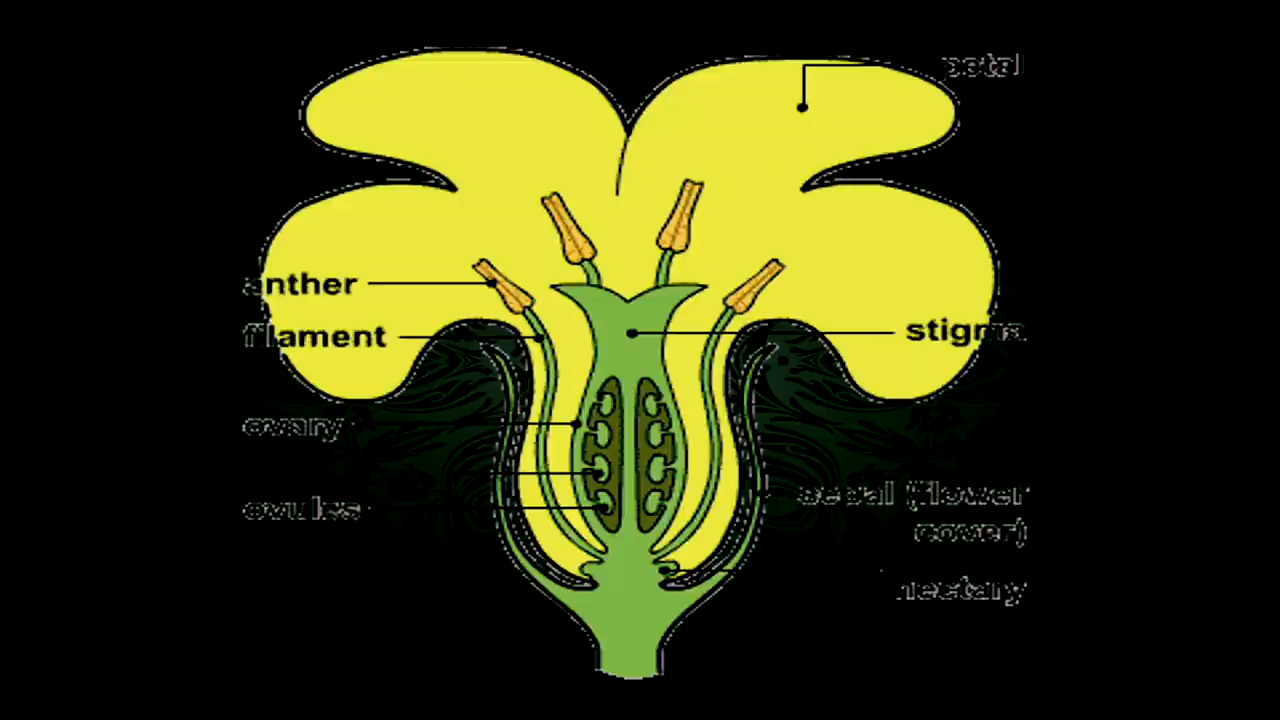 petal
anther
filament
stigma
ovary
ovules
sepal (flower
cover)
nectary